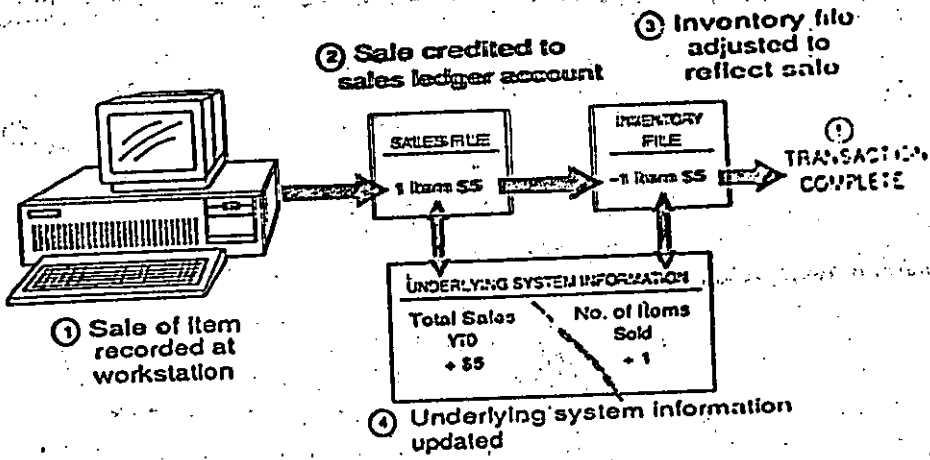 ① Sale of item
recorded at
workstation
② Sale credited to
sales ledger account
SALES FILE
1 Item $5
③ Inventory file
adjusted to
reflect sale
INVENTORY
FILE
-1 Item $5
TRANSACTION
COMPLETE
UNDERLYING SYSTEM INFORMATION
Total Sales
YTD
+ $5
No. of Items
Sold
+ 1
④ Underlying system information
updated